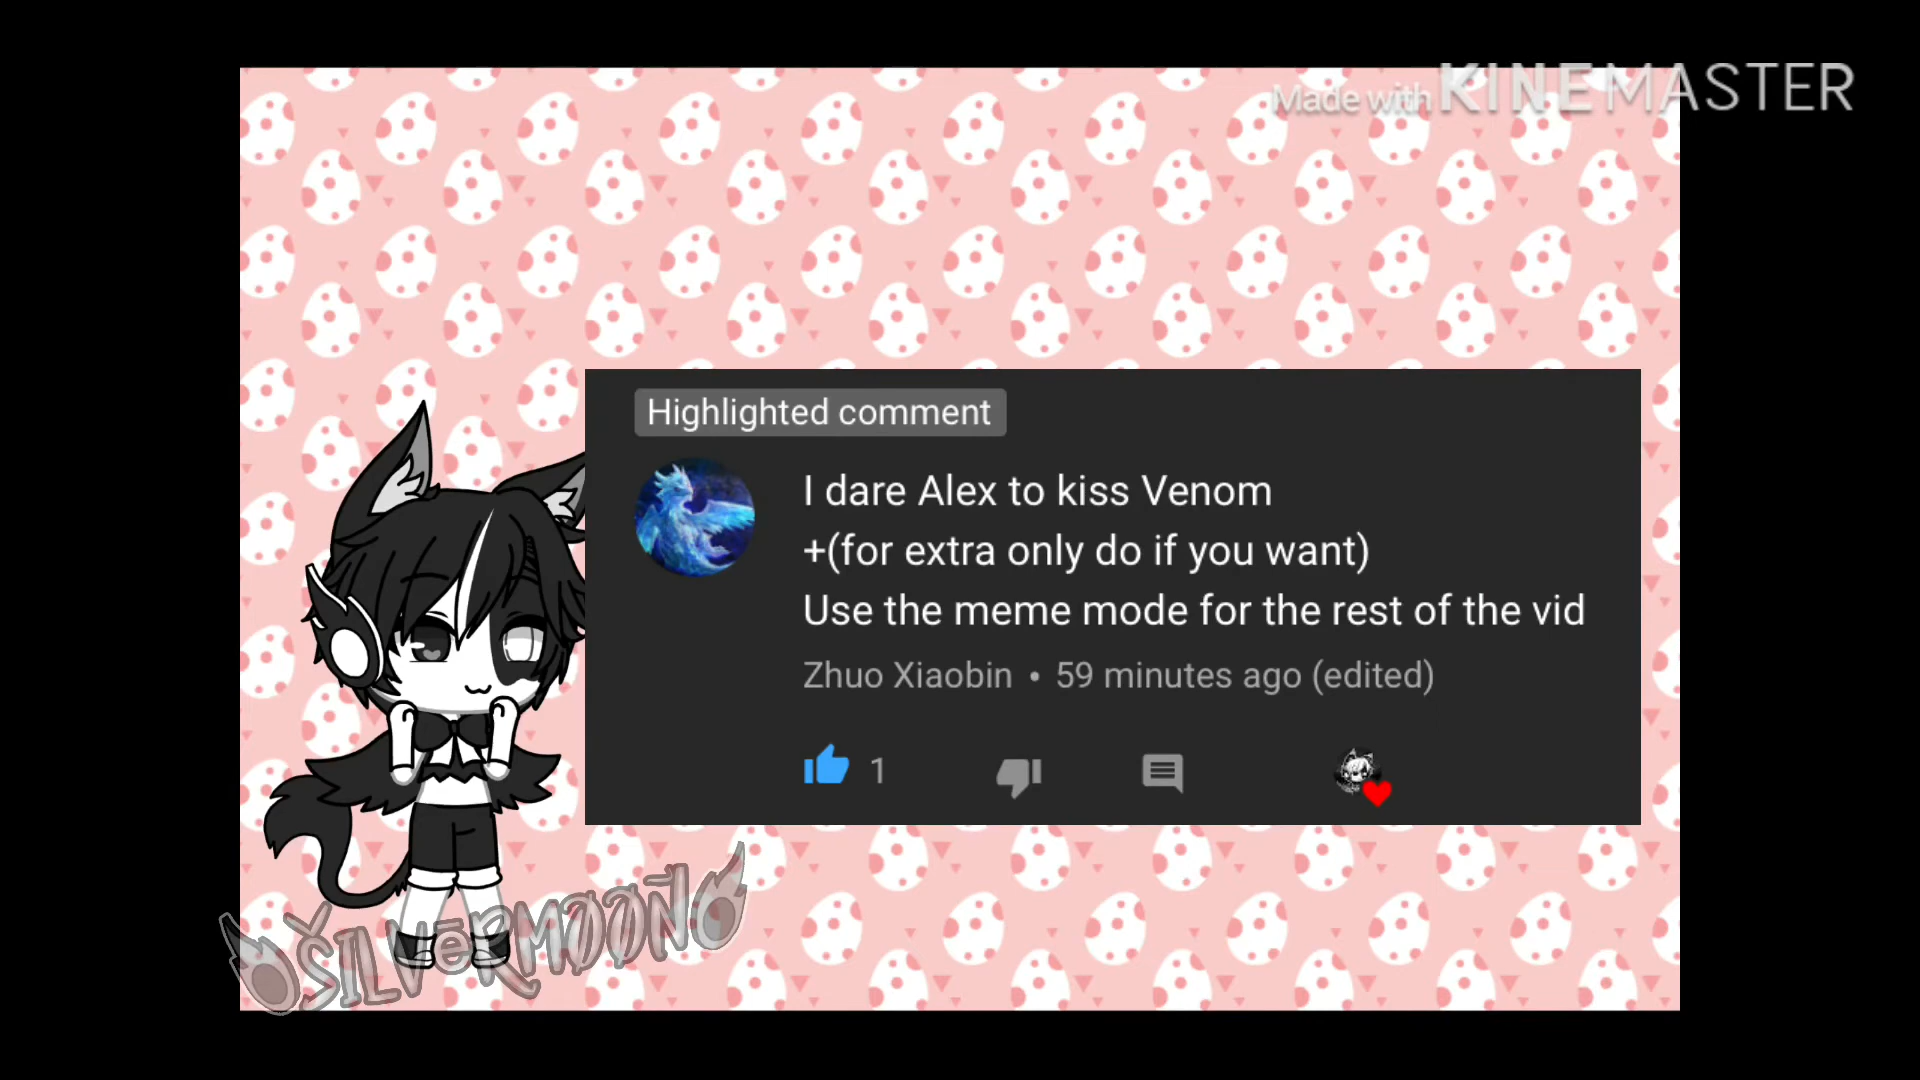 Made with KINEMASTER
Highlighted comment
I dare Alex to kiss Venom
+(for extra only do if you want)
Use the meme mode for the rest of the vid
Zhuo Xiaobin • 59 minutes ago (edited)
1
ŠILVĒRMØØÑ